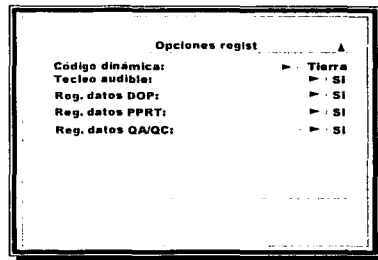 Opciones regist
Código dinámica: Tierra
Tecleo audible: Si
Reg. datos DOP: Si
Reg. datos PPRT: Si
Reg. datos QA/QC: Si